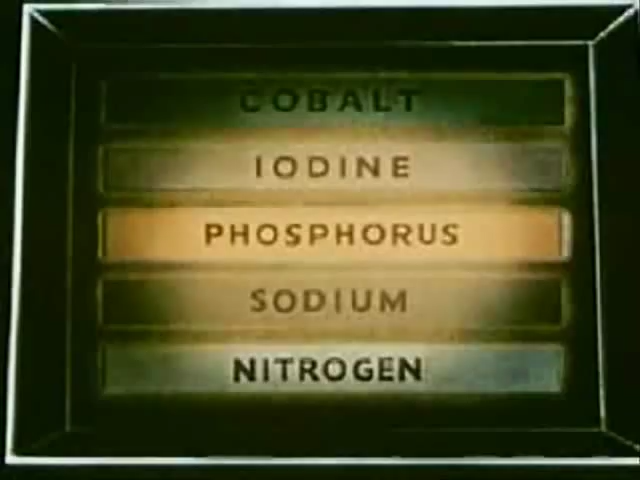 COBALT
IODINE
PHOSPHORUS
SODIUM
NITROGEN